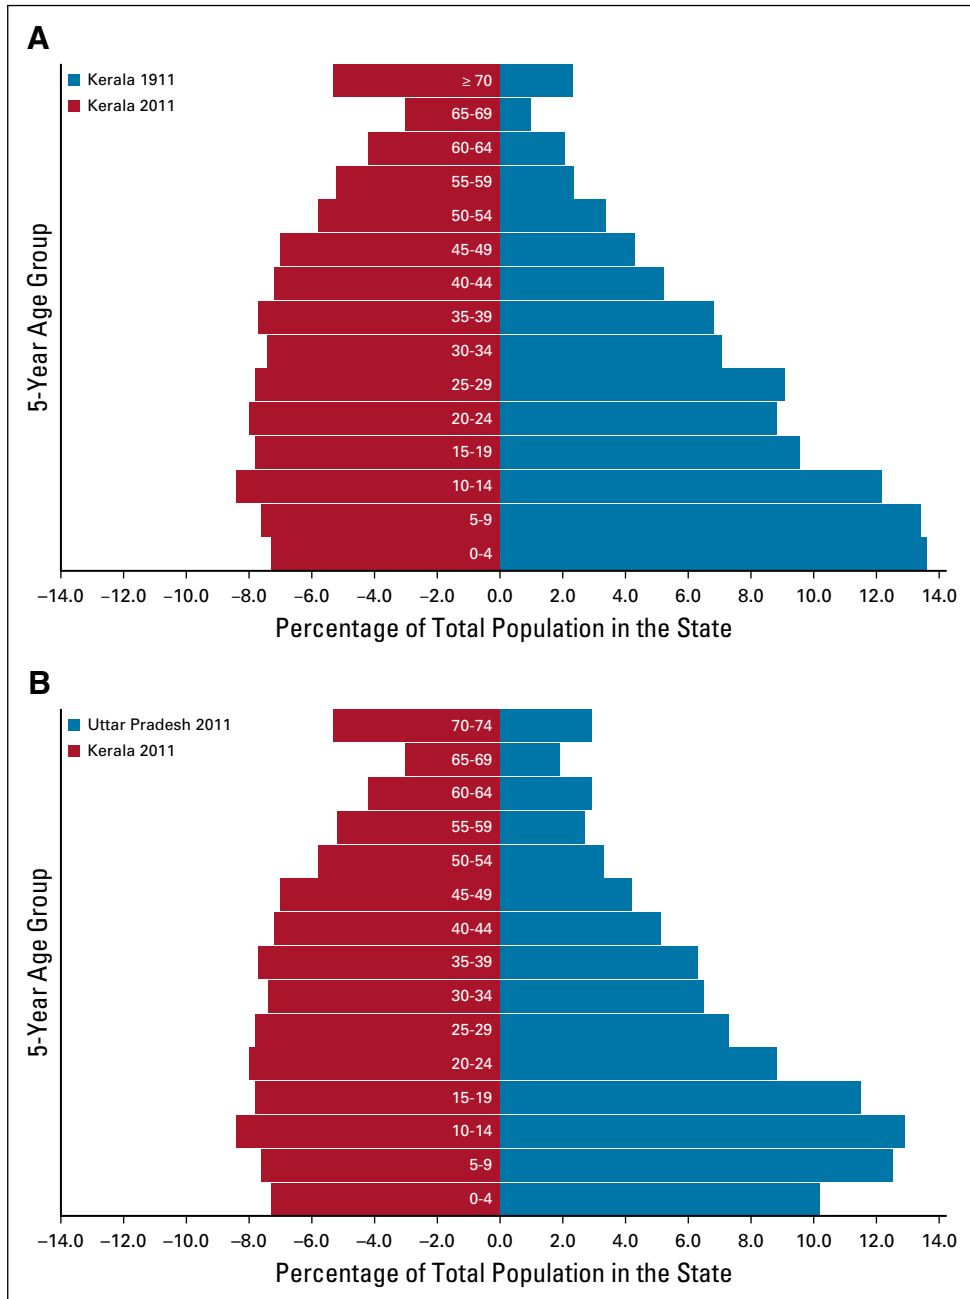 A
Kerala 1911
Kerala 2011
5-Year Age Group
≥ 70
65-69
60-64
55-59
50-54
45-49
40-44
35-39
30-34
25-29
20-24
15-19
10-14
5-9
0-4
–14.0 –12.0 –10.0 –8.0 –6.0 –4.0 –2.0 0.0 2.0 4.0 6.0 8.0 10.0 12.0 14.0
Percentage of Total Population in the State
B
Uttar Pradesh 2011
Kerala 2011
5-Year Age Group
70-74
65-69
60-64
55-59
50-54
45-49
40-44
35-39
30-34
25-29
20-24
15-19
10-14
5-9
0-4
–14.0 –12.0 –10.0 –8.0 –6.0 –4.0 –2.0 0.0 2.0 4.0 6.0 8.0 10.0 12.0 14.0
Percentage of Total Population in the State